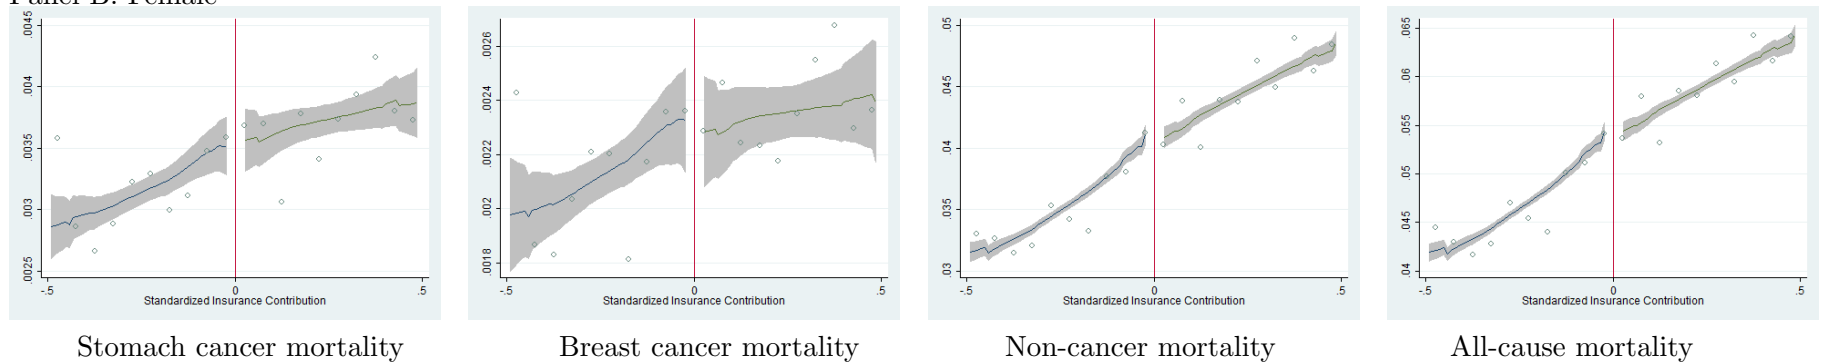 Panel B: Female
.0045
.004
.0035
.003
.0025
-.5 0 .5
Standardized Insurance Contribution
Stomach cancer mortality
.0026
.0024
.0022
.002
.0018
-.5 0 .5
Standardized Insurance Contribution
Breast cancer mortality
.05
.045
.04
.035
.03
-.5 0 .5
Standardized Insurance Contribution
Non-cancer mortality
.065
.06
.055
.05
.045
.04
-.5 0 .5
Standardized Insurance Contribution
All-cause mortality